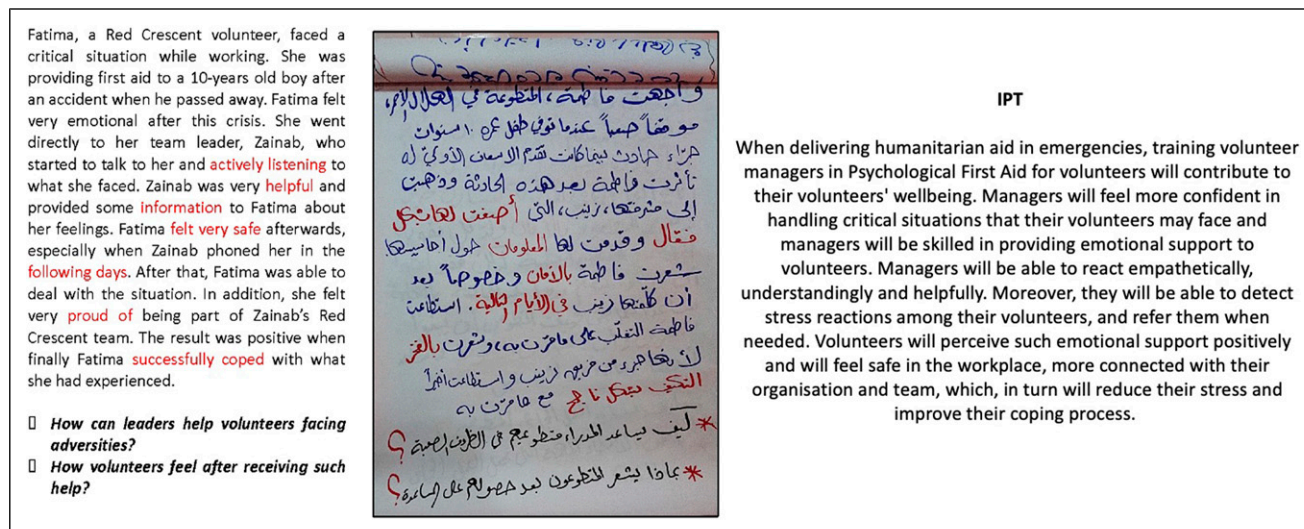 Fatima, a Red Crescent volunteer, faced a
critical situation while working. She was
providing first aid to a 10-years old boy after
an accident when he passed away. Fatima felt
very emotional after this crisis. She went
directly to her team leader, Zainab, who
started to talk to her and actively listening to
what she faced. Zainab was very helpful and
provided some information to Fatima about
her feelings. Fatima felt very safe afterwards,
especially when Zainab phoned her in the
following days. After that, Fatima was able to
deal with the situation. In addition, she felt
very proud of being part of Zainab's Red
Crescent team. The result was positive when
finally Fatima successfully coped with what
she had experienced.
How can leaders help volunteers facing
adversities?
How volunteers feel after receiving such
help?
واجهت فاطمة، المتطوعة في الهلال الأحمر،
موقفاً صعباً عندما توفي طفل عمره ١٠ سنوات
جرّاء حادث بينما كانت تقدّم الاسعاف الأوليّ له
تأثرت فاطمة بعد هذه الحادثة وذهبت
إلى مشرفتها، زينب، التي أصغت لها بشكل
فعّال وقدمت لها المعلومات حول أحاسيسها.
شعرت فاطمة بالأمان وخصوصاً بعد
أن كلّمتها زينب في الأيام التالية. استطاعت
فاطمة التغلّب على ما مرّت به، وشعرت بالفخر
لأنها جزء من فريق زينب واستطاعت أخيراً
التكيّف بشكل ناجح مع ما مرّت به
* كيف يساعد المدراء متطوعيهم في الظروف الصعبة؟
* بماذا يشعر المتطوعون بعد حصولهم على المساعدة؟
IPT
When delivering humanitarian aid in emergencies, training volunteer
managers in Psychological First Aid for volunteers will contribute to
their volunteers' wellbeing. Managers will feel more confident in
handling critical situations that their volunteers may face and
managers will be skilled in providing emotional support to
volunteers. Managers will be able to react empathetically,
understandingly and helpfully. Moreover, they will be able to detect
stress reactions among their volunteers, and refer them when
needed. Volunteers will perceive such emotional support positively
and will feel safe in the workplace, more connected with their
organisation and team, which, in turn will reduce their stress and
improve their coping process.